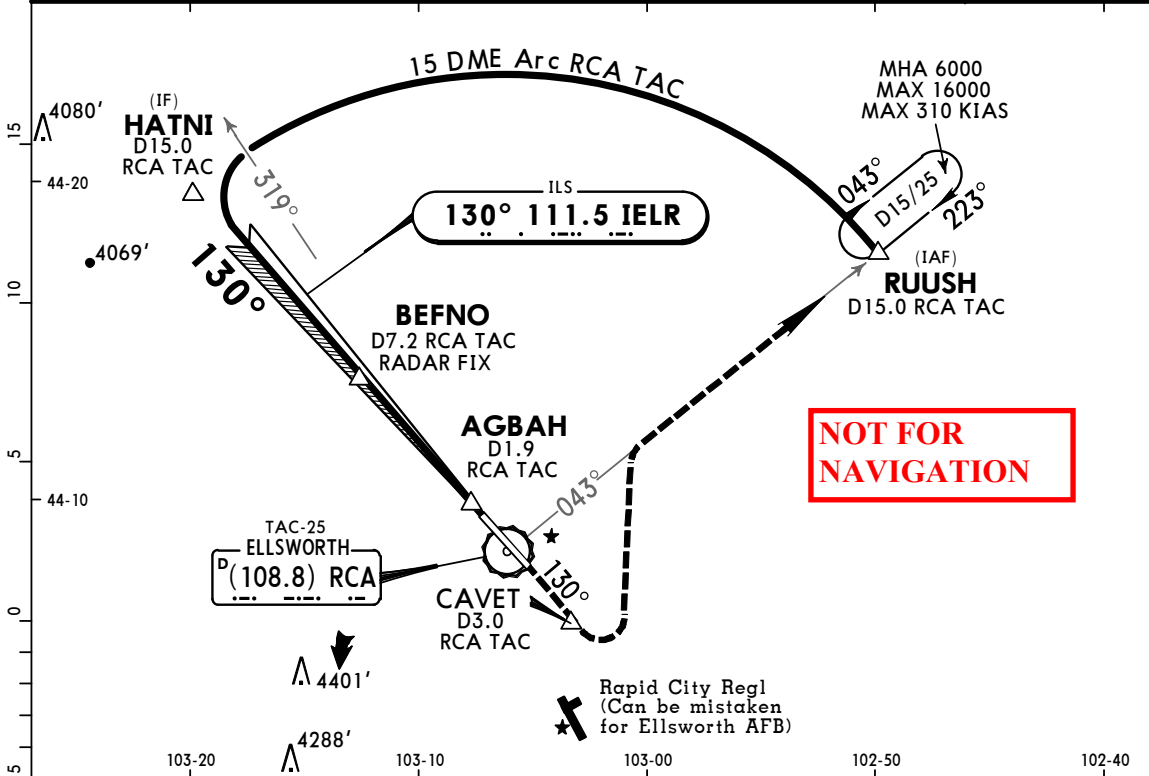 15 DME Arc RCA TAC
MHA 6000
MAX 16000
MAX 310 KIAS
4080'
(IF)
HATNI
D15.0
RCA TAC
15
44-20
319°
043°
D15/25
223°
ILS
130° 111.5 IELR
4069'
130°
(IAF)
RUUSH
D15.0 RCA TAC
10
BEFNO
D7.2 RCA TAC
RADAR FIX
AGBAH
D1.9
RCA TAC
NOT FOR
NAVIGATION
5
44-10
043°
TAC-25
ELLSWORTH
D (108.8) RCA
130°
CAVET
D3.0
RCA TAC
0
4401'
Rapid City Regl
(Can be mistaken
for Ellsworth AFB)
4288'
5
103-20
103-10
103-00
102-50
102-40